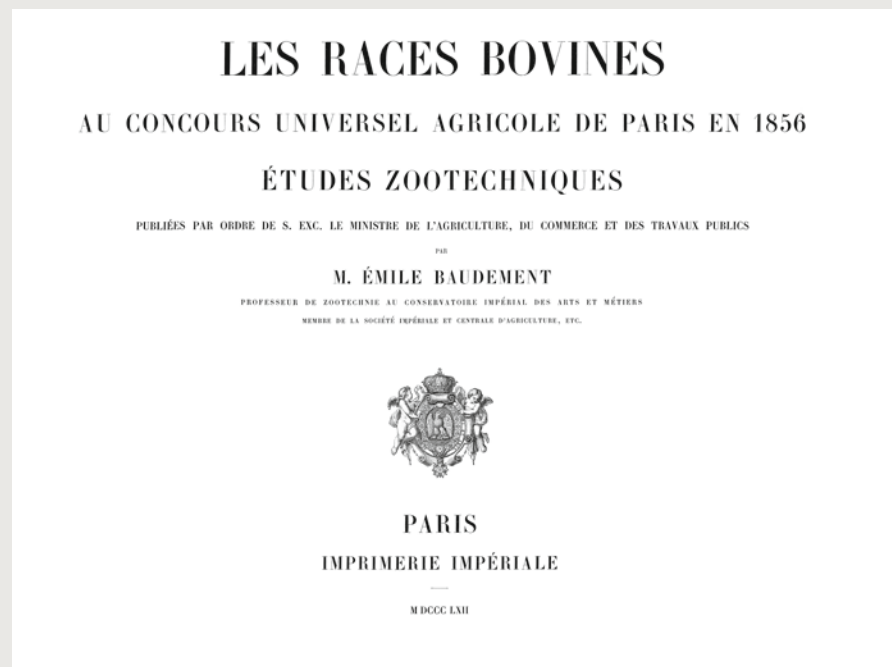 LES RACES BOVINES
AU CONCOURS UNIVERSEL AGRICOLE DE PARIS EN 1856
ÉTUDES ZOOTECHNIQUES
PUBLIÉES PAR ORDRE DE S. EXC. LE MINISTRE DE L'AGRICULTURE, DU COMMERCE ET DES TRAVAUX PUBLICS
PAR
M. ÉMILE BAUDEMENT
PROFESSEUR DE ZOOTECHNIE AU CONSERVATOIRE IMPÉRIAL DES ARTS ET MÉTIERS
MEMBRE DE LA SOCIÉTÉ IMPÉRIALE ET CENTRALE D'AGRICULTURE, ETC.
PARIS
IMPRIMERIE IMPÉRIALE
M DCCC LXII